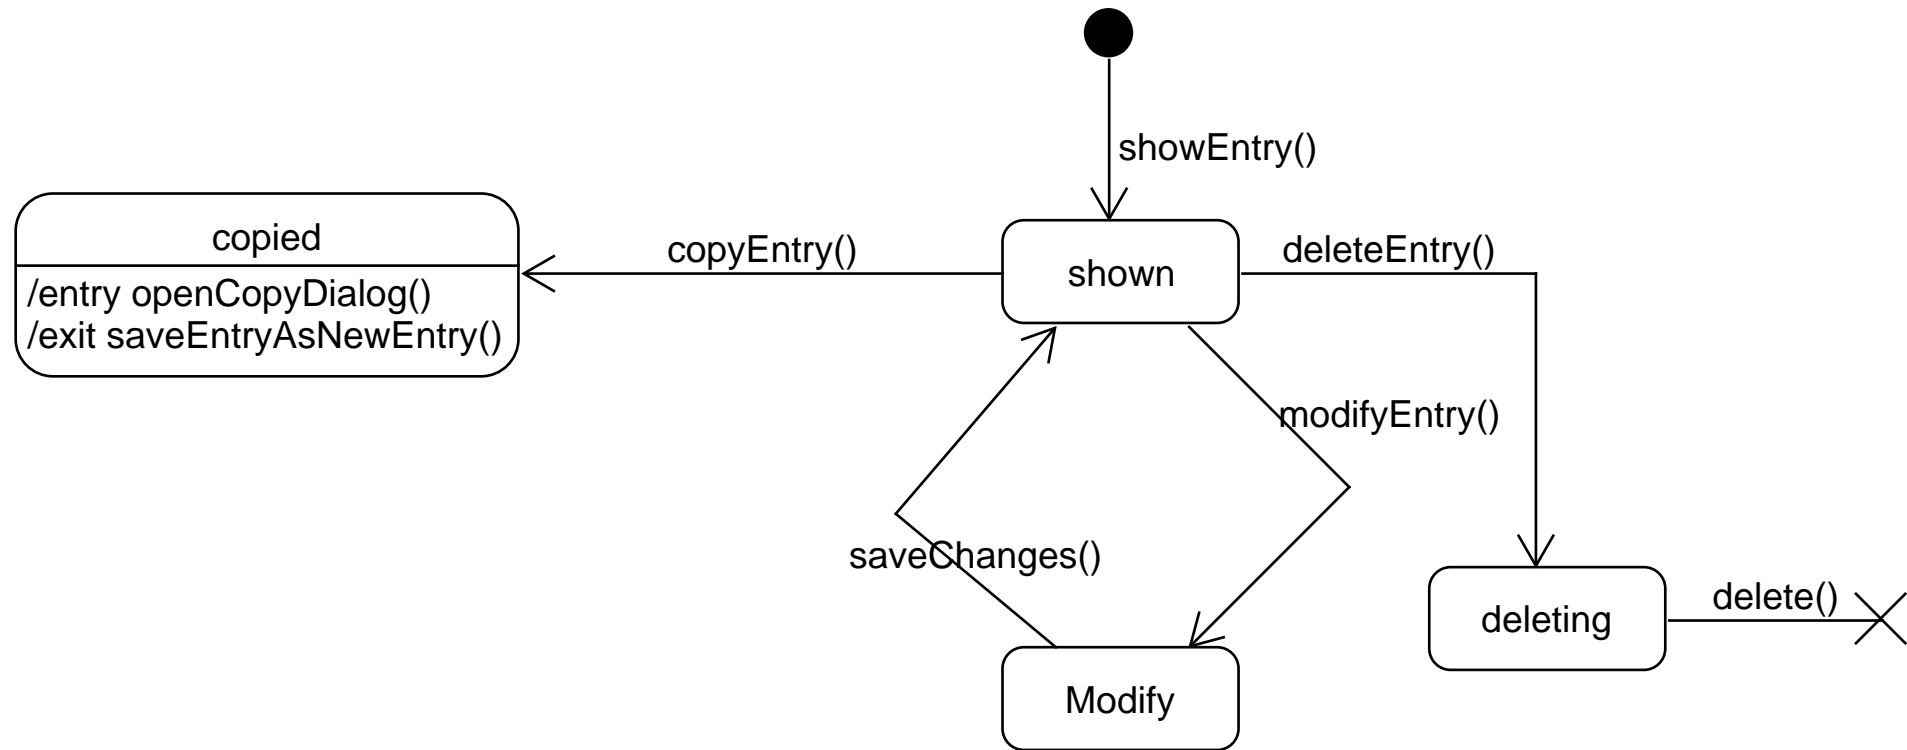 showEntry()
copied
copyEntry()
deleteEntry()
shown
/entry openCopyDialog()
/exit saveEntryAsNewEntry()
modifyEntry()
saveChanges()
delete()
deleting
Modify